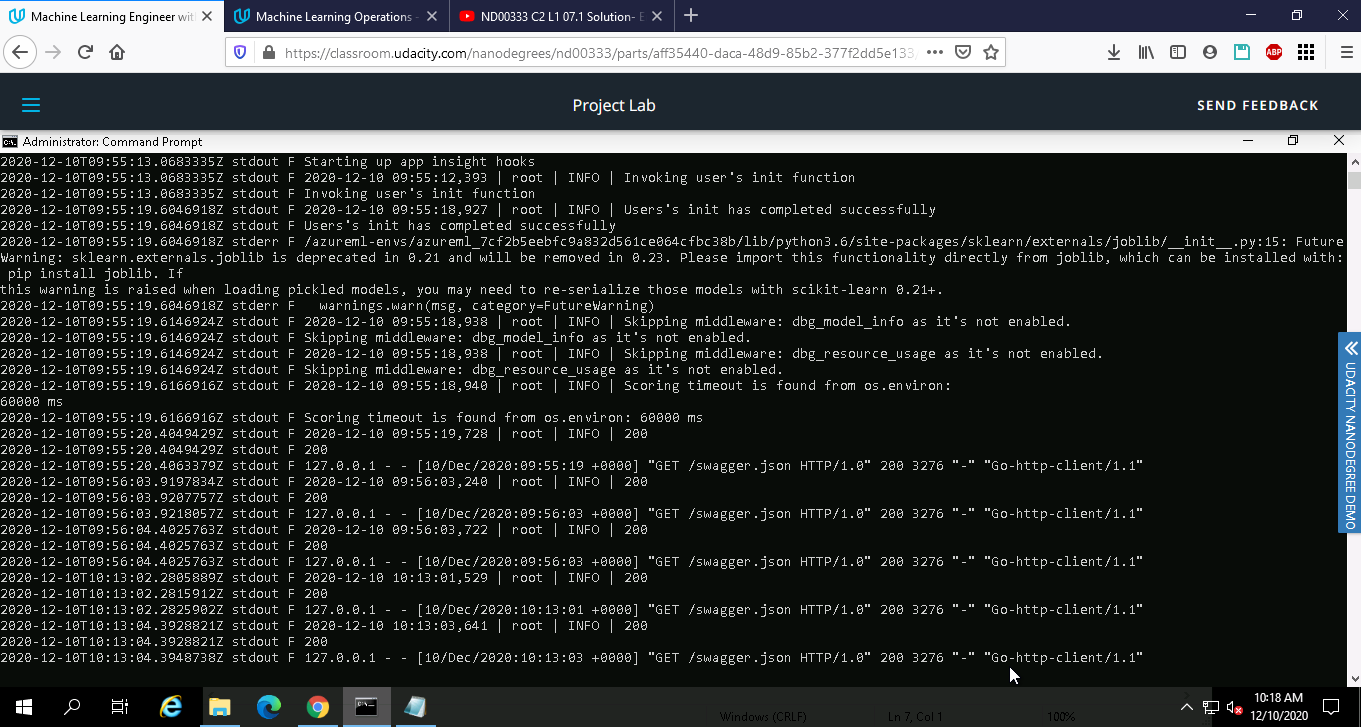 Machine Learning Engineer wit
Machine Learning Operations -
ND00333 C2 L1 07.1 Solution- E
https://classroom.udacity.com/nanodegrees/nd00333/parts/aff35440-daca-48d9-85b2-377f2dd5e133/
ABP
Project Lab
SEND FEEDBACK
Administrator: Command Prompt
2020-12-10T09:55:13.0683335Z stdout F Starting up app insight hooks
2020-12-10T09:55:13.0683335Z stdout F 2020-12-10 09:55:12,393 | root | INFO | Invoking user's init function
2020-12-10T09:55:13.0683335Z stdout F Invoking user's init function
2020-12-10T09:55:19.6046918Z stdout F 2020-12-10 09:55:18,927 | root | INFO | Users's init has completed successfully
2020-12-10T09:55:19.6046918Z stdout F Users's init has completed successfully
2020-12-10T09:55:19.6046918Z stderr F /azureml-envs/azureml_7cf2b5eebfc9a832d561ce064cfbc38b/lib/python3.6/site-packages/sklearn/externals/joblib/__init__.py:15: Future
Warning: sklearn.externals.joblib is deprecated in 0.21 and will be removed in 0.23. Please import this functionality directly from joblib, which can be installed with:
pip install joblib. If
this warning is raised when loading pickled models, you may need to re-serialize those models with scikit-learn 0.21+.
2020-12-10T09:55:19.6046918Z stderr F   warnings.warn(msg, category=FutureWarning)
2020-12-10T09:55:19.6146924Z stdout F 2020-12-10 09:55:18,938 | root | INFO | Skipping middleware: dbg_model_info as it's not enabled.
2020-12-10T09:55:19.6146924Z stdout F Skipping middleware: dbg_model_info as it's not enabled.
2020-12-10T09:55:19.6146924Z stdout F 2020-12-10 09:55:18,938 | root | INFO | Skipping middleware: dbg_resource_usage as it's not enabled.
2020-12-10T09:55:19.6146924Z stdout F Skipping middleware: dbg_resource_usage as it's not enabled.
2020-12-10T09:55:19.6166916Z stdout F 2020-12-10 09:55:18,940 | root | INFO | Scoring timeout is found from os.environ:
60000 ms
2020-12-10T09:55:19.6166916Z stdout F Scoring timeout is found from os.environ: 60000 ms
2020-12-10T09:55:20.4049429Z stdout F 2020-12-10 09:55:19,728 | root | INFO | 200
2020-12-10T09:55:20.4049429Z stdout F 200
2020-12-10T09:55:20.4063379Z stdout F 127.0.0.1 - - [10/Dec/2020:09:55:19 +0000] "GET /swagger.json HTTP/1.0" 200 3276 "-" "Go-http-client/1.1"
2020-12-10T09:56:03.9197834Z stdout F 2020-12-10 09:56:03,240 | root | INFO | 200
2020-12-10T09:56:03.9207757Z stdout F 200
2020-12-10T09:56:03.9218057Z stdout F 127.0.0.1 - - [10/Dec/2020:09:56:03 +0000] "GET /swagger.json HTTP/1.0" 200 3276 "-" "Go-http-client/1.1"
2020-12-10T09:56:04.4025763Z stdout F 2020-12-10 09:56:03,722 | root | INFO | 200
2020-12-10T09:56:04.4025763Z stdout F 200
2020-12-10T09:56:04.4025763Z stdout F 127.0.0.1 - - [10/Dec/2020:09:56:03 +0000] "GET /swagger.json HTTP/1.0" 200 3276 "-" "Go-http-client/1.1"
2020-12-10T10:13:02.2805889Z stdout F 2020-12-10 10:13:01,529 | root | INFO | 200
2020-12-10T10:13:02.2815912Z stdout F 200
2020-12-10T10:13:02.2825902Z stdout F 127.0.0.1 - - [10/Dec/2020:10:13:01 +0000] "GET /swagger.json HTTP/1.0" 200 3276 "-" "Go-http-client/1.1"
2020-12-10T10:13:04.3928821Z stdout F 2020-12-10 10:13:03,641 | root | INFO | 200
2020-12-10T10:13:04.3928821Z stdout F 200
2020-12-10T10:13:04.3948738Z stdout F 127.0.0.1 - - [10/Dec/2020:10:13:03 +0000] "GET /swagger.json HTTP/1.0" 200 3276 "-" "Go-http-client/1.1"
UDACITY NANODEGREE DEMO
Windows (CRLF)
Ln 7, Col 1
100%
10:18 AM
12/10/2020